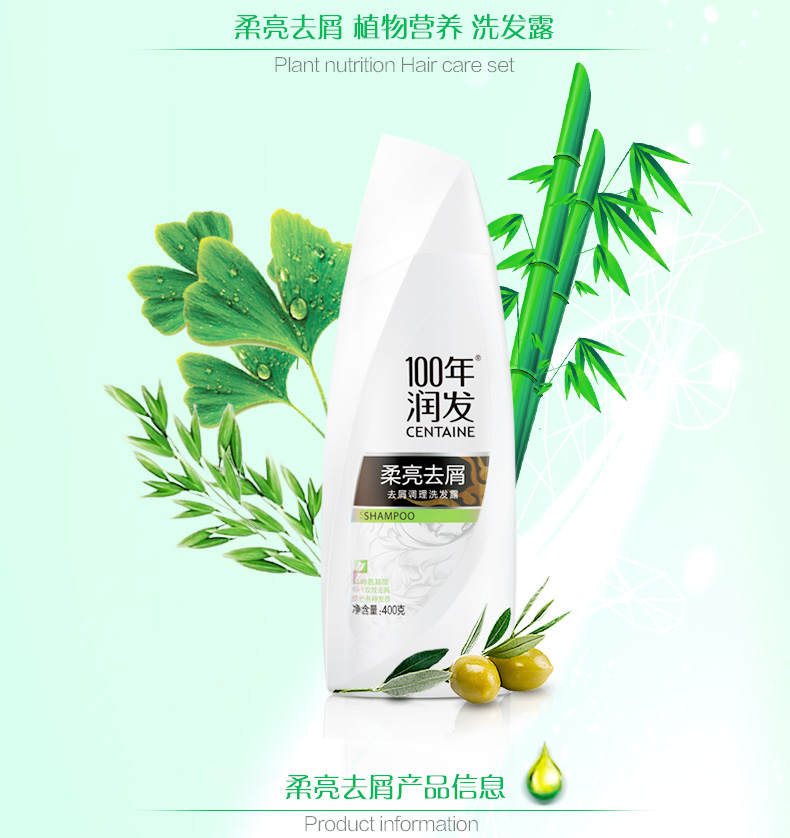 柔亮去屑 植物营养 洗发露
Plant nutrition Hair care set
100年®
润发
CENTAINE
柔亮去屑
去屑调理洗发露
SHAMPOO
净含量:400克
柔亮去屑产品信息
Product information